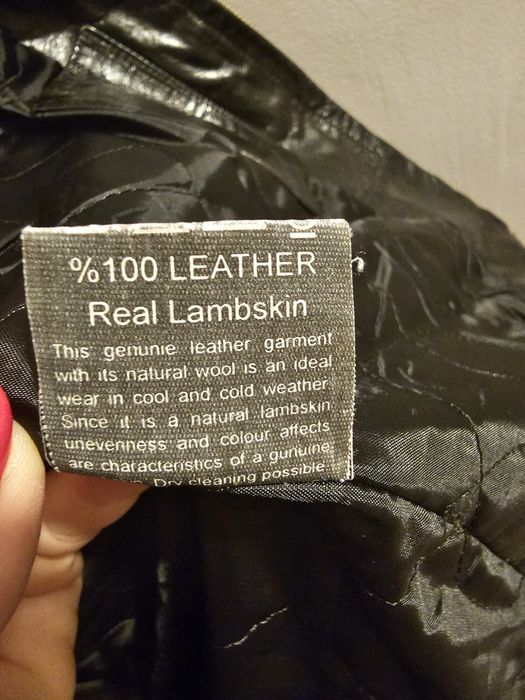 %100 LEATHER
Real Lambskin
This genunie leather garment
with its natural wool is an ideal
wear in cool and cold weather
Since it is a natural lambskin
unevenness and colour affects
are characteristics of a gunuine
Dry cleaning possible